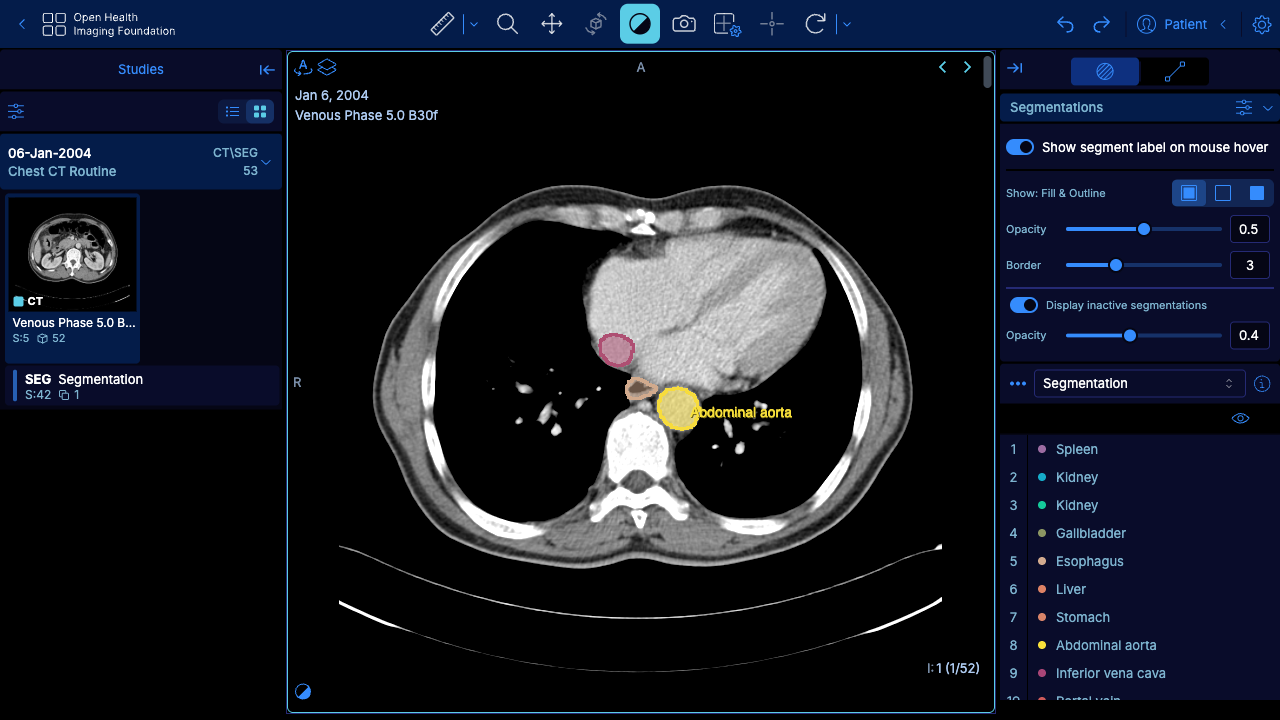 Open Health
Imaging Foundation
Patient
Studies
06-Jan-2004
CT\SEG
Chest CT Routine
53
CT
Venous Phase 5.0 B...
S:5 52
SEG Segmentation
S:42 1
A
A
Jan 6, 2004
Venous Phase 5.0 B30f
R
Abdominal aorta
I: 1 (1/52)
Segmentations
Show segment label on mouse hover
Show: Fill & Outline
Opacity 0.5
Border 3
Display inactive segmentations
Opacity 0.4
Segmentation
1 Spleen
2 Kidney
3 Kidney
4 Gallbladder
5 Esophagus
6 Liver
7 Stomach
8 Abdominal aorta
9 Inferior vena cava
10 Portal vein